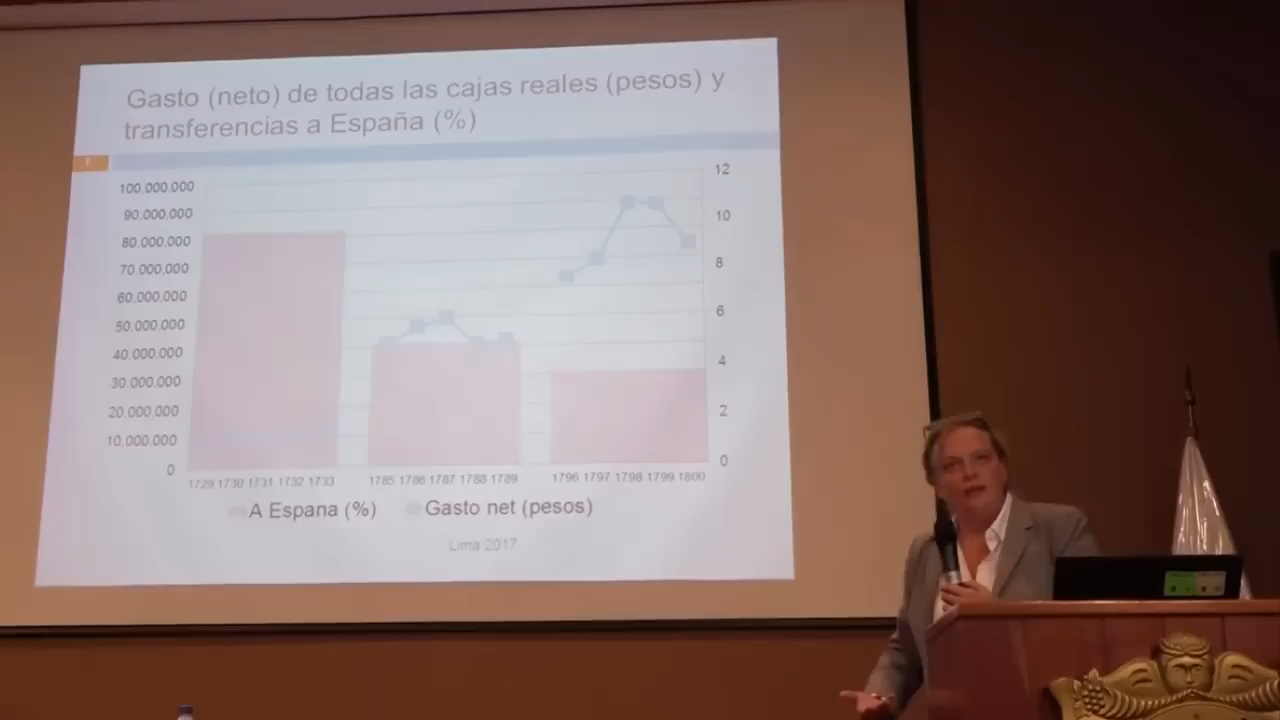 Gasto (neto) de todas las cajas reales (pesos) y
transferencias a España (%)
100,000,000
90,000,000
80,000,000
70,000,000
60,000,000
50,000,000
40,000,000
30,000,000
20,000,000
10,000,000
0
12
10
8
6
4
2
0
1729 1730 1731 1732 1733
1785 1786 1787 1788 1789
1796 1797 1798 1799 1800
A Espana (%)
Gasto net (pesos)
Lima 2017